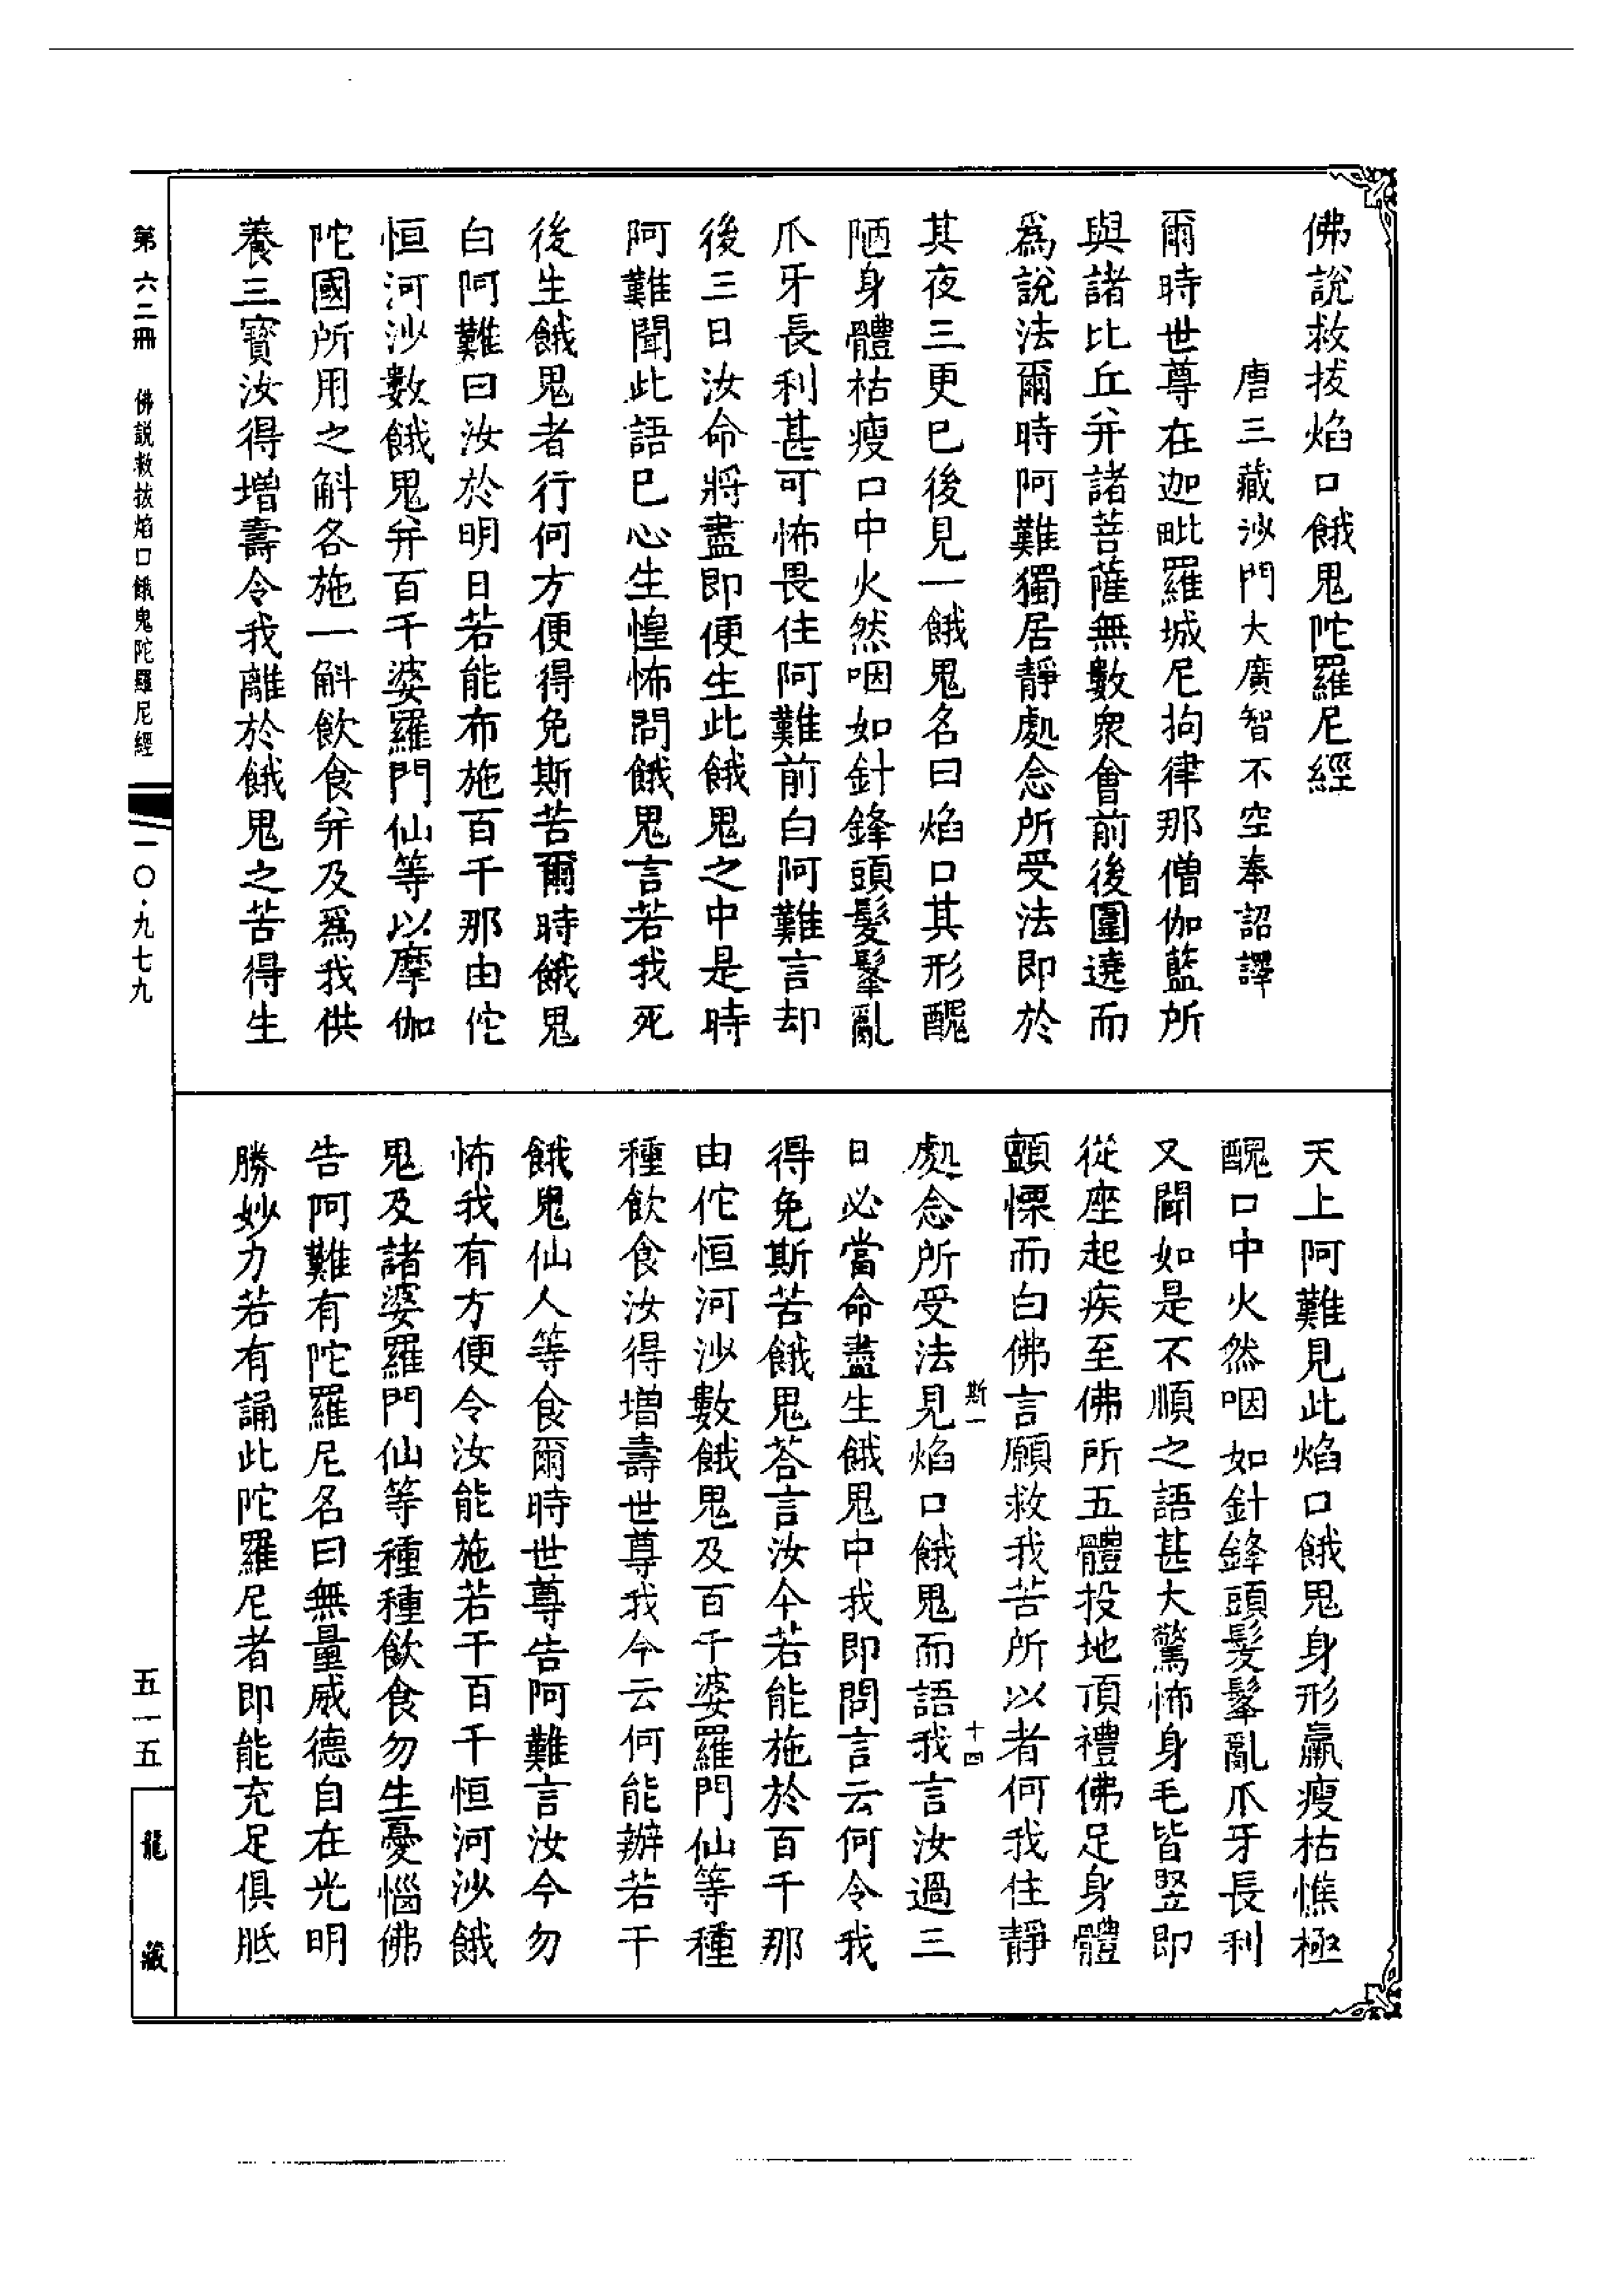 佛說救拔焰口餓鬼陀羅尼經
唐三藏沙門大廣智不空奉詔譯
爾時世尊在迦毗羅城尼拘律那僧伽藍所
與諸比丘并諸菩薩無數衆會前後圍遶而
爲說法爾時阿難獨居靜處念所受法即於
其夜三更已後見一餓鬼名曰焰口其形醜
陋身體枯瘦口中火然咽如針鋒頭髮髼亂
爪牙長利甚可怖畏住阿難前白阿難言却
後三日汝命將盡即便生此餓鬼之中是時
阿難聞此語已心生惶怖問餓鬼言若我死
後生餓鬼者行何方便得免斯苦爾時餓鬼
白阿難曰汝於明日若能布施百千那由佗
恒河沙數餓鬼并百千婆羅門仙等以摩伽
陀國所用之斛各施一斛飲食并及爲我供
養三寶汝得增壽令我離於餓鬼之苦得生
天上阿難見此焰口餓鬼身形羸瘦枯憔極
醜口中火然咽如針鋒頭髮髼亂爪牙長利
又聞如是不順之語甚大驚怖身毛皆豎即
從座起疾至佛所五體投地頂禮佛足身體
顫慄而白佛言願救我苦所以者何我住靜
處念所受法見焰口餓鬼而語我言汝過三
日必當命盡生餓鬼中我即問言云何令我
得免斯苦餓鬼荅言汝今若能施於百千那
由佗恒河沙數餓鬼及百千婆羅門仙等種
種飲食汝得增壽世尊我今云何能辦若干
餓鬼仙人等食爾時世尊告阿難言汝今勿
怖我有方便令汝能施若干百千恒河沙餓
鬼及諸婆羅門仙等種種飲食勿生憂惱佛
告阿難有陀羅尼名曰無量威德自在光明
勝妙力若有誦此陀羅尼者即能充足俱胝
斯一
十四
第六二冊 佛説救拔焰口餓鬼陀羅尼經
一〇·九七九
五一五
龍藏